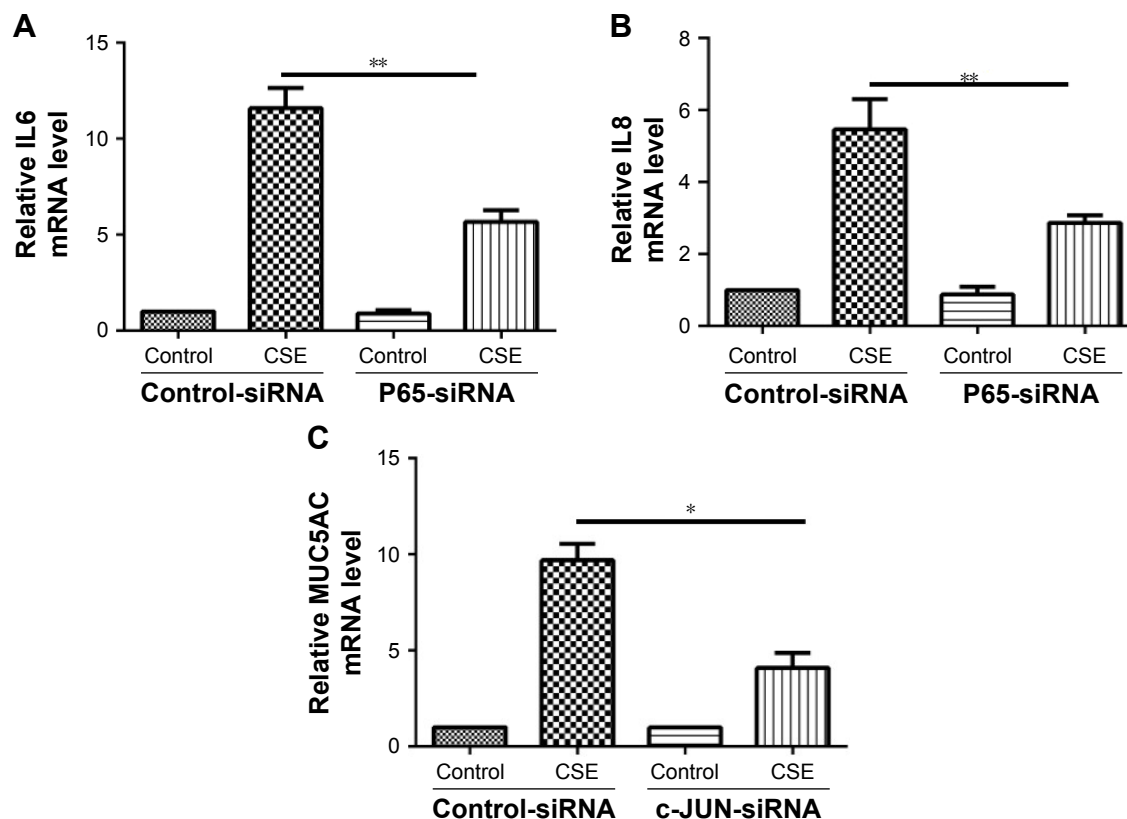 A
Relative IL6
mRNA level
15
10
5
0
**
Control
CSE
Control
CSE
Control-siRNA
P65-siRNA
B
Relative IL8
mRNA level
8
6
4
2
0
**
Control
CSE
Control
CSE
Control-siRNA
P65-siRNA
C
Relative MUC5AC
mRNA level
15
10
5
0
*
Control
CSE
Control
CSE
Control-siRNA
c-JUN-siRNA